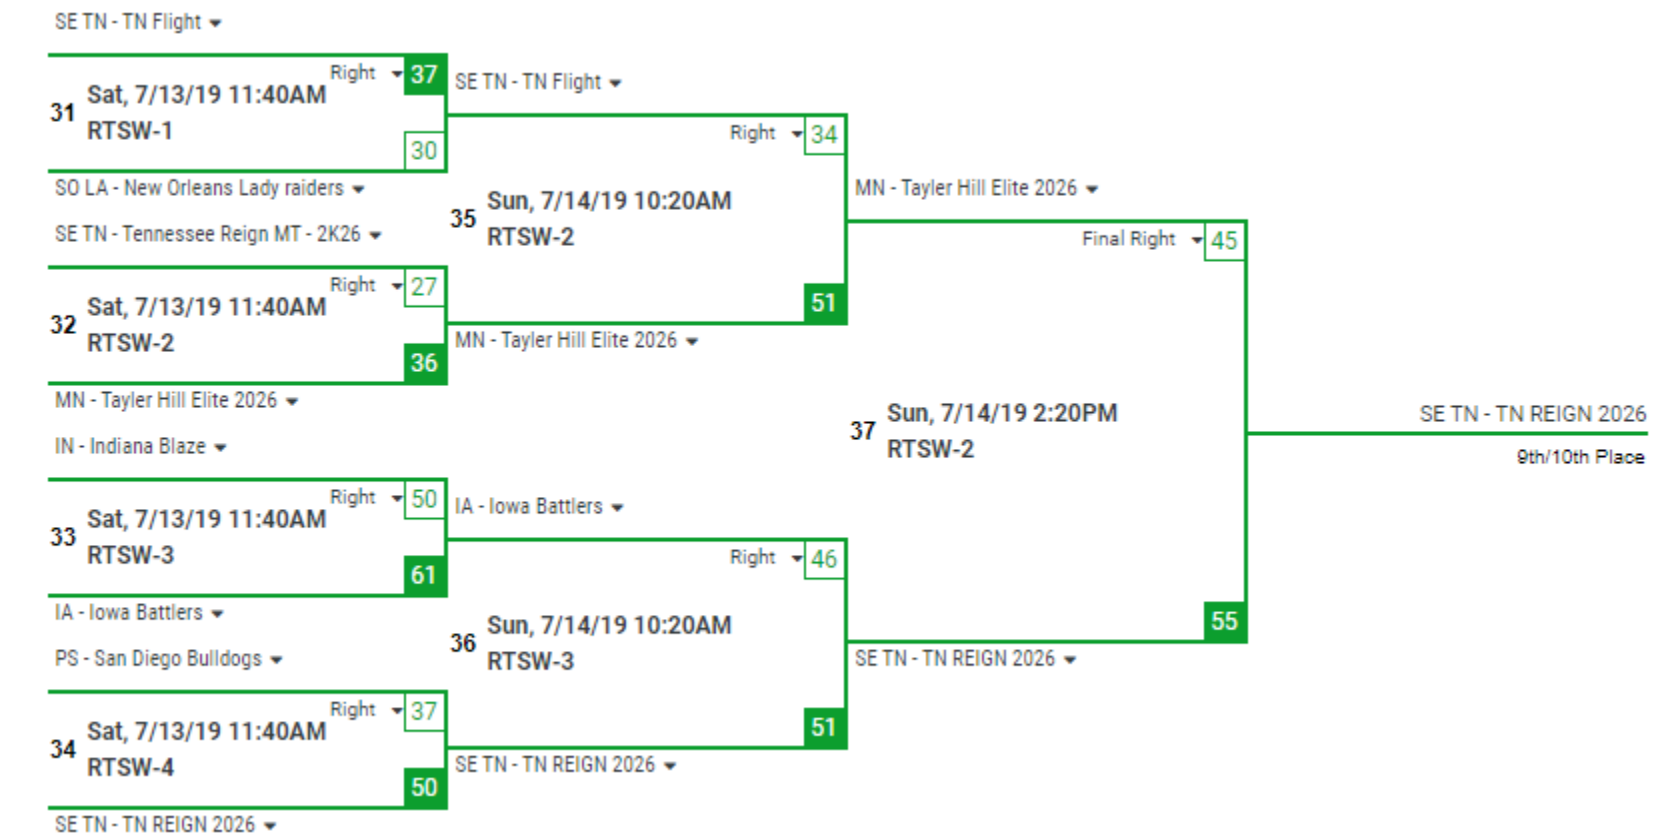 SE TN - TN Flight
Right 37
31 Sat, 7/13/19 11:40AM
RTSW-1
30
SO LA - New Orleans Lady raiders
SE TN - Tennessee Reign MT - 2K26
Right 27
32 Sat, 7/13/19 11:40AM
RTSW-2
36
MN - Tayler Hill Elite 2026
IN - Indiana Blaze
Right 50
33 Sat, 7/13/19 11:40AM
RTSW-3
61
IA - Iowa Battlers
PS - San Diego Bulldogs
Right 37
34 Sat, 7/13/19 11:40AM
RTSW-4
50
SE TN - TN REIGN 2026
SE TN - TN Flight
Right 34
35 Sun, 7/14/19 10:20AM
RTSW-2
51
MN - Tayler Hill Elite 2026
IA - Iowa Battlers
Right 46
36 Sun, 7/14/19 10:20AM
RTSW-3
51
SE TN - TN REIGN 2026
MN - Tayler Hill Elite 2026
Final Right 45
37 Sun, 7/14/19 2:20PM
RTSW-2
55
SE TN - TN REIGN 2026
SE TN - TN REIGN 2026
9th/10th Place